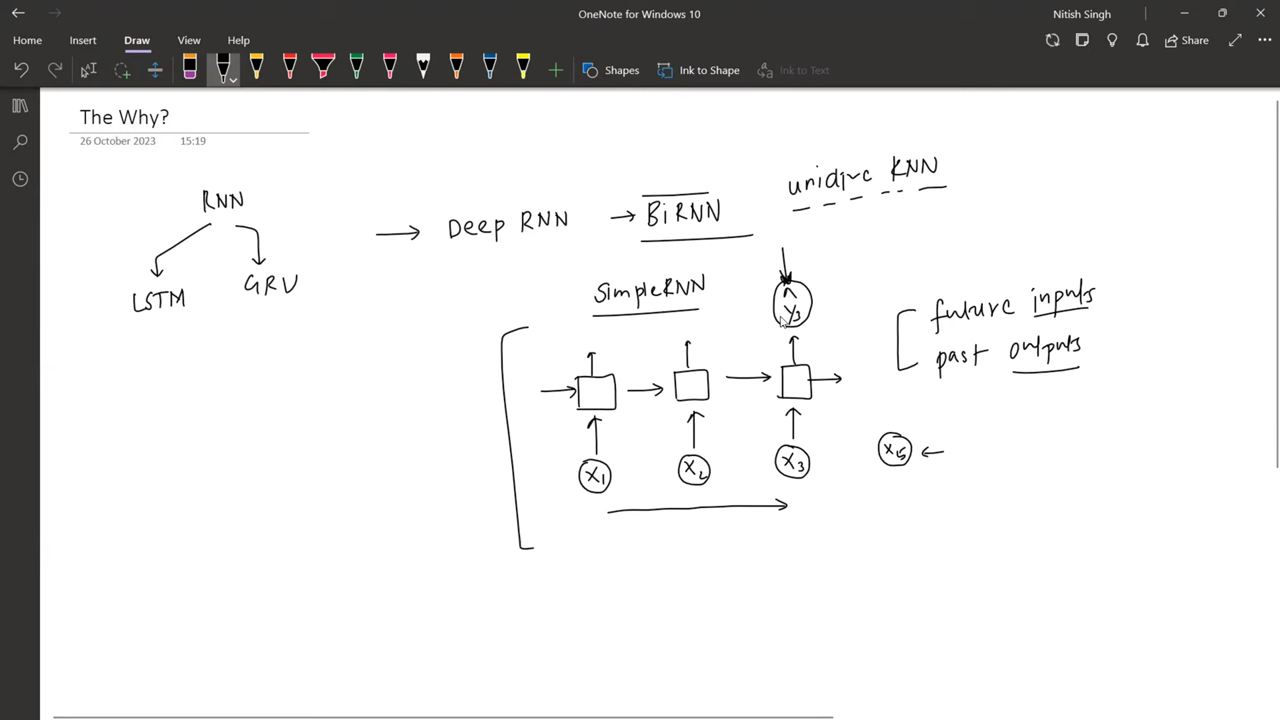 OneNote for Windows 10
Nitish Singh
Home Insert Draw View Help
Share
Shapes
Ink to Shape
Ink to Text
The Why?
26 October 2023 15:19
unidirc RNN
RNN
→ Deep RNN → BiRNN
LSTM GRU
SimpleRNN
ŷ3
future inputs
past outputs
X1 X2 X3 X15 ←